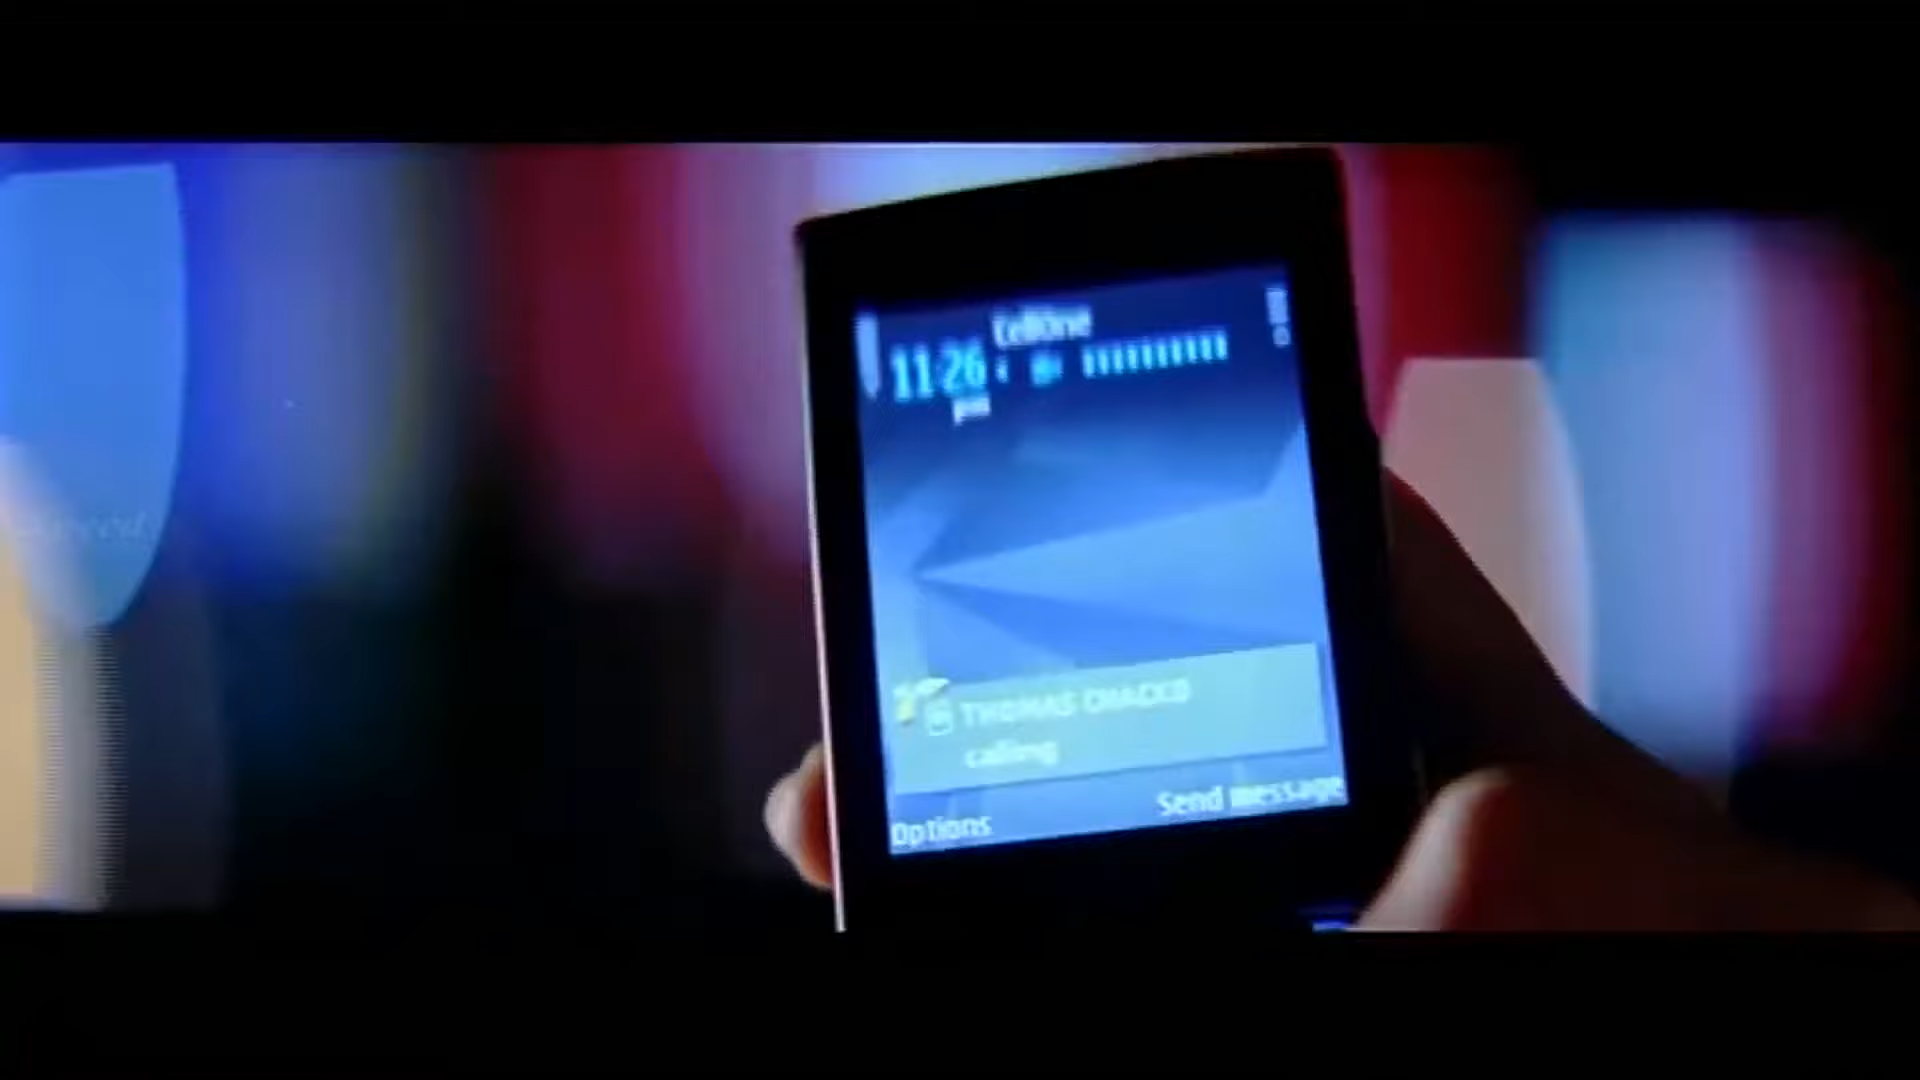 CellOne
11:26
pm
THOMAS CHACKO
calling
Send message
Options